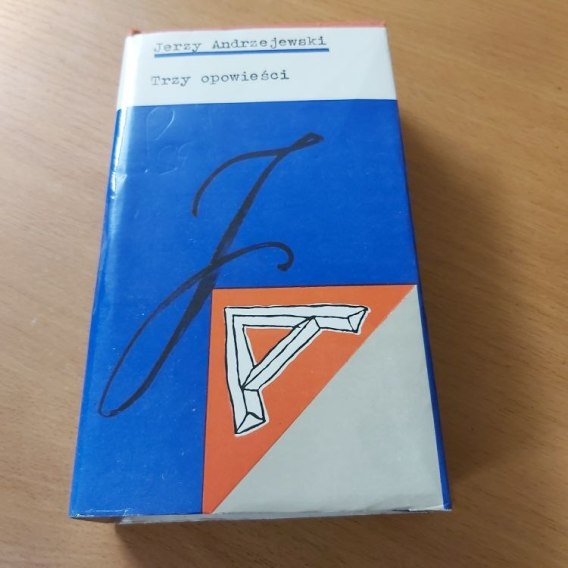 Jerzy Andrzejewski
Trzy opowieści
J
A